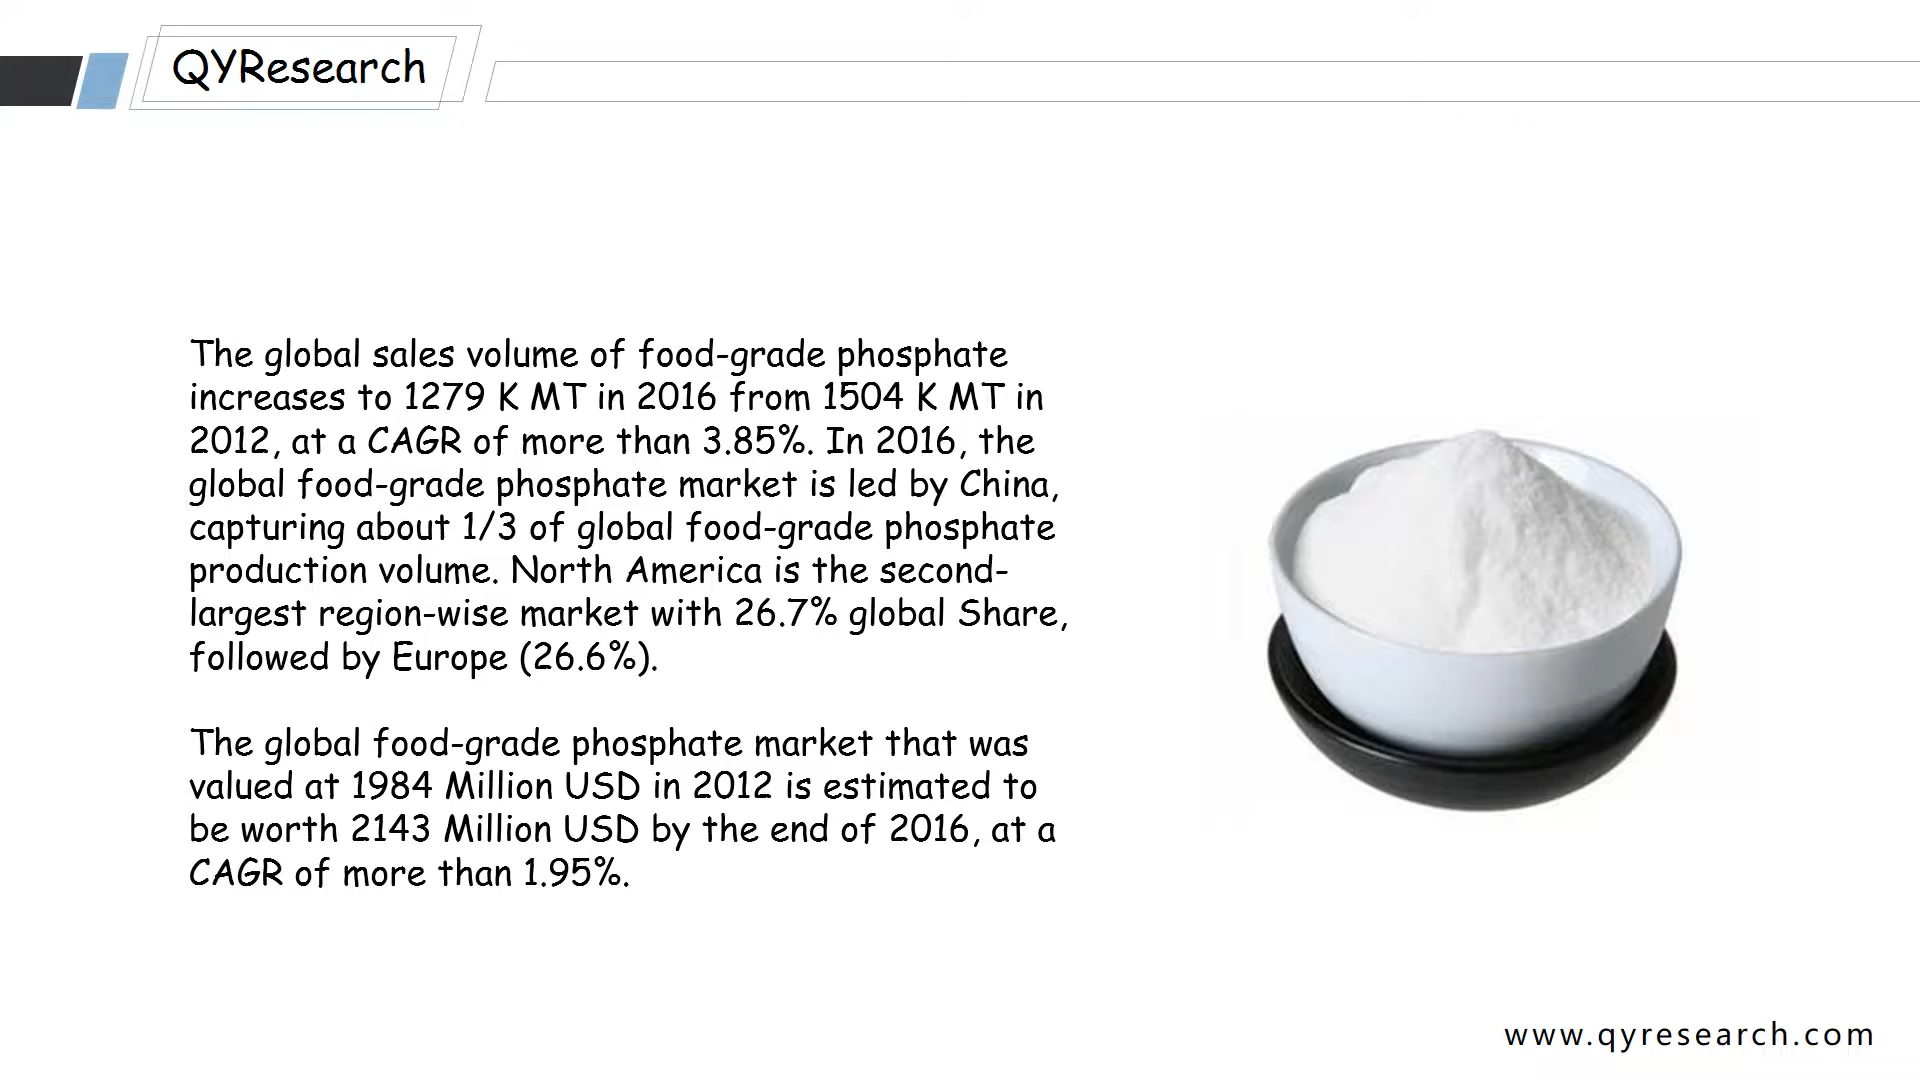 QYResearch
The global sales volume of food-grade phosphate
increases to 1279 K MT in 2016 from 1504 K MT in
2012, at a CAGR of more than 3.85%. In 2016, the
global food-grade phosphate market is led by China,
capturing about 1/3 of global food-grade phosphate
production volume. North America is the second-
largest region-wise market with 26.7% global Share,
followed by Europe (26.6%).
The global food-grade phosphate market that was
valued at 1984 Million USD in 2012 is estimated to
be worth 2143 Million USD by the end of 2016, at a
CAGR of more than 1.95%.
www.qyresearch.com